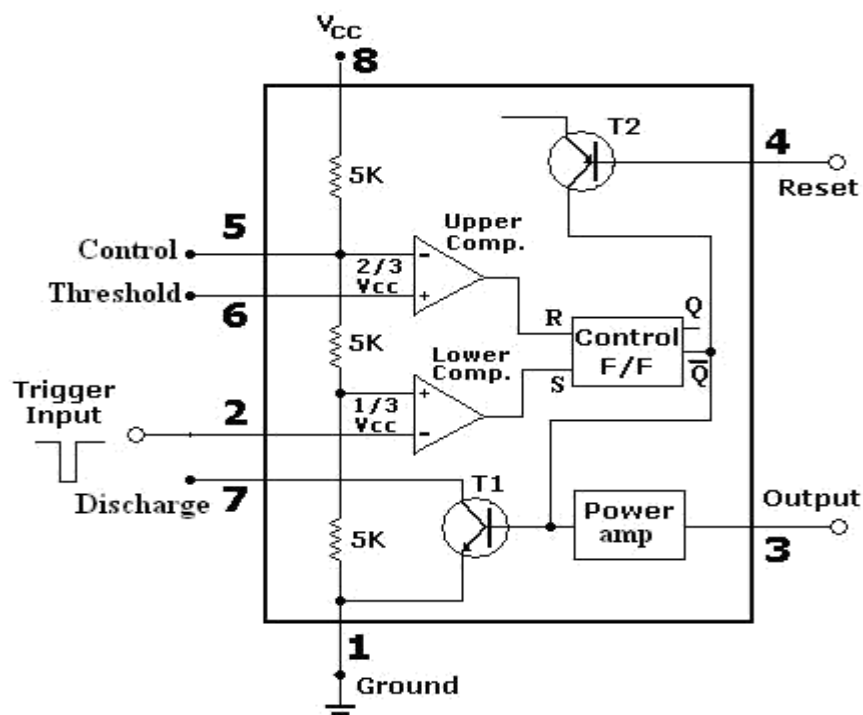 VCC
8
T2
4
Reset
5K
5
Control
Upper
Comp.
2/3
Vcc
−
+
Threshold
6
R
Q
Control
F/F
Q̅
S
5K
Lower
Comp.
+
−
1/3
Vcc
Trigger
Input
2
Discharge
7
T1
5K
Power
amp
Output
3
1
Ground